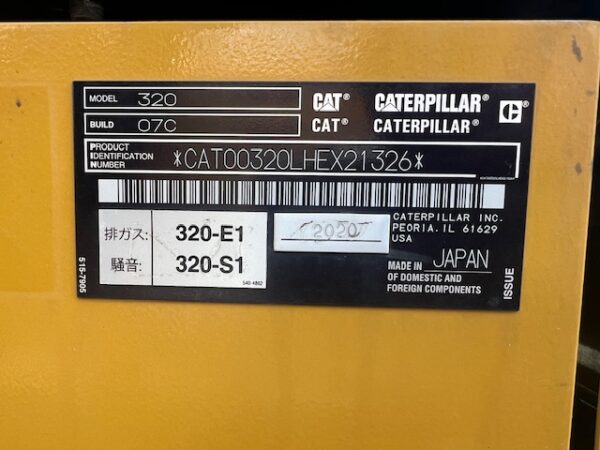 MODEL 320 CAT® CATERPILLAR®
BUILD 07C CAT® CATERPILLAR®
PRODUCT IDENTIFICATION NUMBER *CAT00320LHEX21326*
排ガス: 320-E1
騒音: 320-S1
540-4862
2020
CATERPILLAR INC.
PEORIA, IL 61629
USA
MADE IN JAPAN
OF DOMESTIC AND
FOREIGN COMPONENTS
515-7905
ISSUE